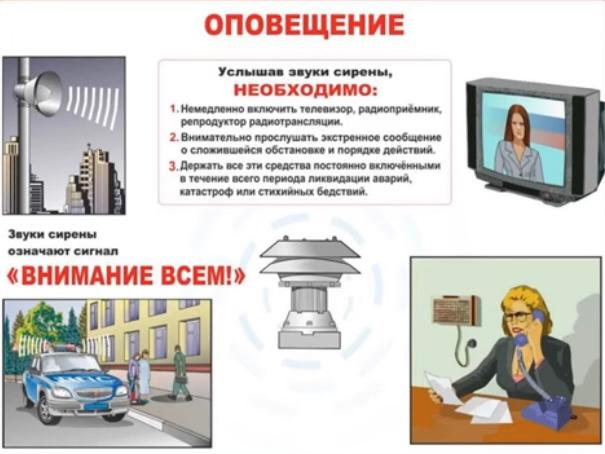 ОПОВЕЩЕНИЕ
Услышав звуки сирены,
НЕОБХОДИМО:
1. Немедленно включить телевизор, радиоприёмник,
репродуктор радиотрансляции.
2. Внимательно прослушать экстренное сообщение
о сложившейся обстановке и порядке действий.
3. Держать все эти средства постоянно включёнными
в течение всего периода ликвидации аварий,
катастроф или стихийных бедствий.
Звуки сирены
означают сигнал
«ВНИМАНИЕ ВСЕМ!»